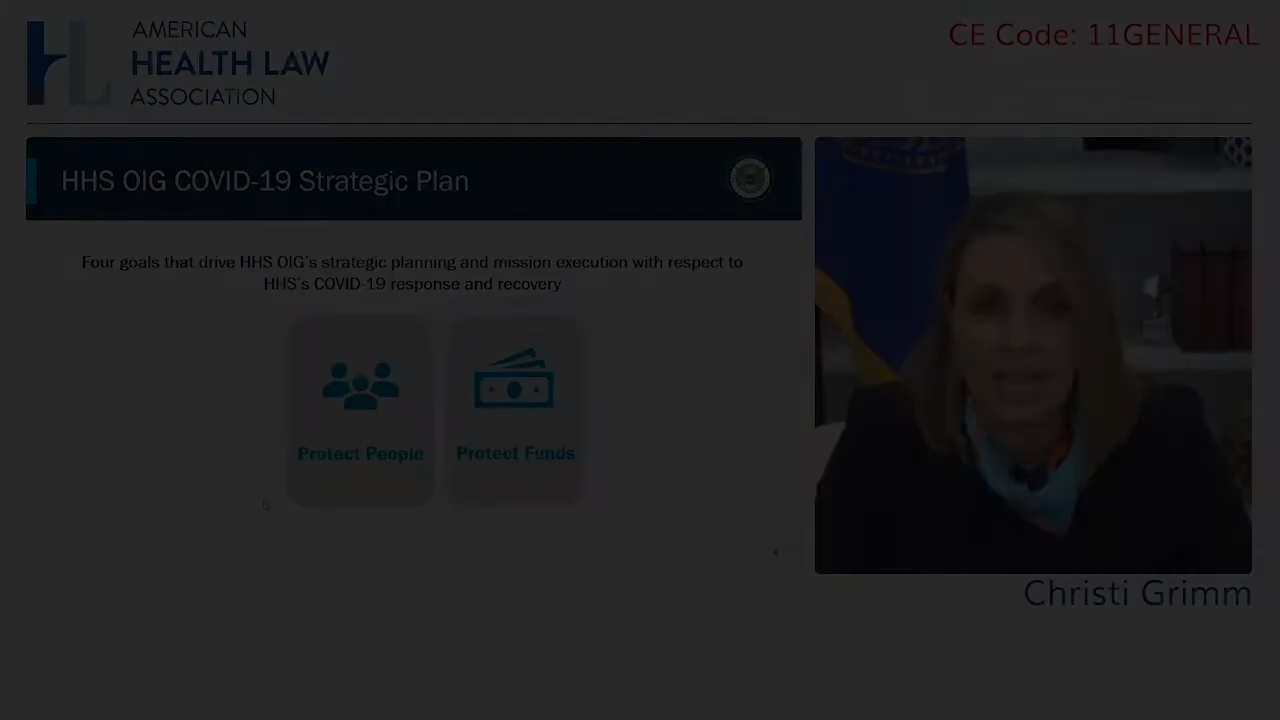 AMERICAN
HEALTH LAW
ASSOCIATION
CE Code: 11GENERAL
HHS OIG COVID-19 Strategic Plan
Four goals that drive HHS OIG's strategic planning and mission execution with respect to
HHS's COVID-19 response and recovery
Protect People
Protect Funds
4
Christi Grimm